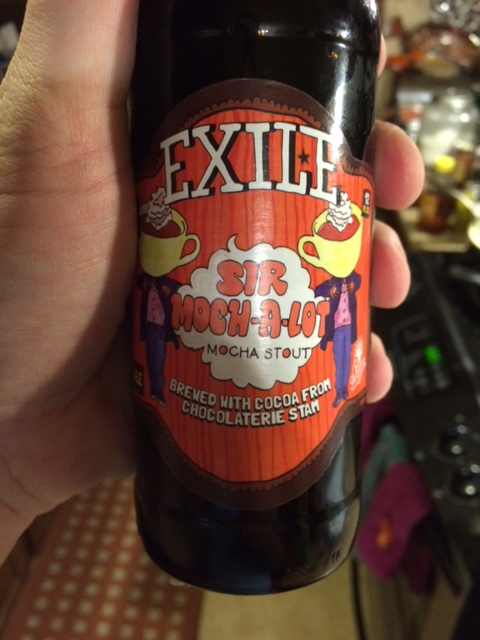 EXILE
SIR
MOCH-A-LOT
MOCHA STOUT
BREWED WITH COCOA FROM
CHOCOLATERIE STAM